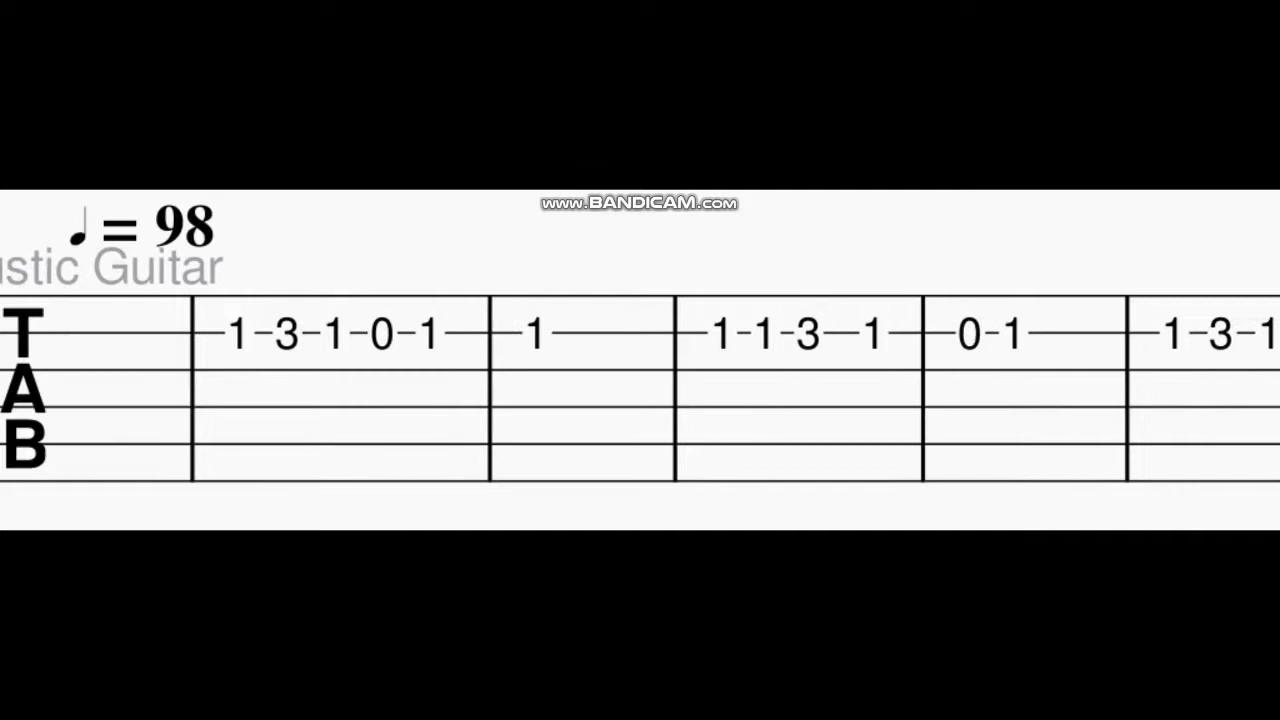 www.BANDICAM.com
♩ = 98
ustic Guitar
T 1-3-1-0-1 1 1-1-3-1 0-1 1-3-1
A
B